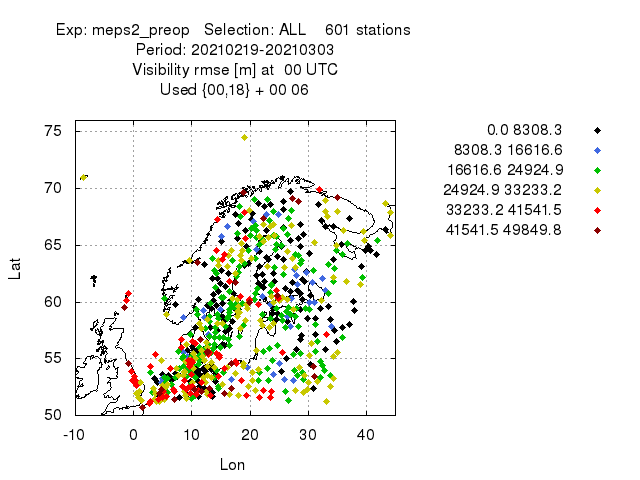 Exp: meps2_preop   Selection: ALL    601 stations
Period: 20210219-20210303
Visibility rmse [m] at  00 UTC
Used {00,18} + 00 06
0.0 8308.3
8308.3 16616.6
16616.6 24924.9
24924.9 33233.2
33233.2 41541.5
41541.5 49849.8
75
70
65
60
55
50
Lat
-10 0 10 20 30 40
Lon